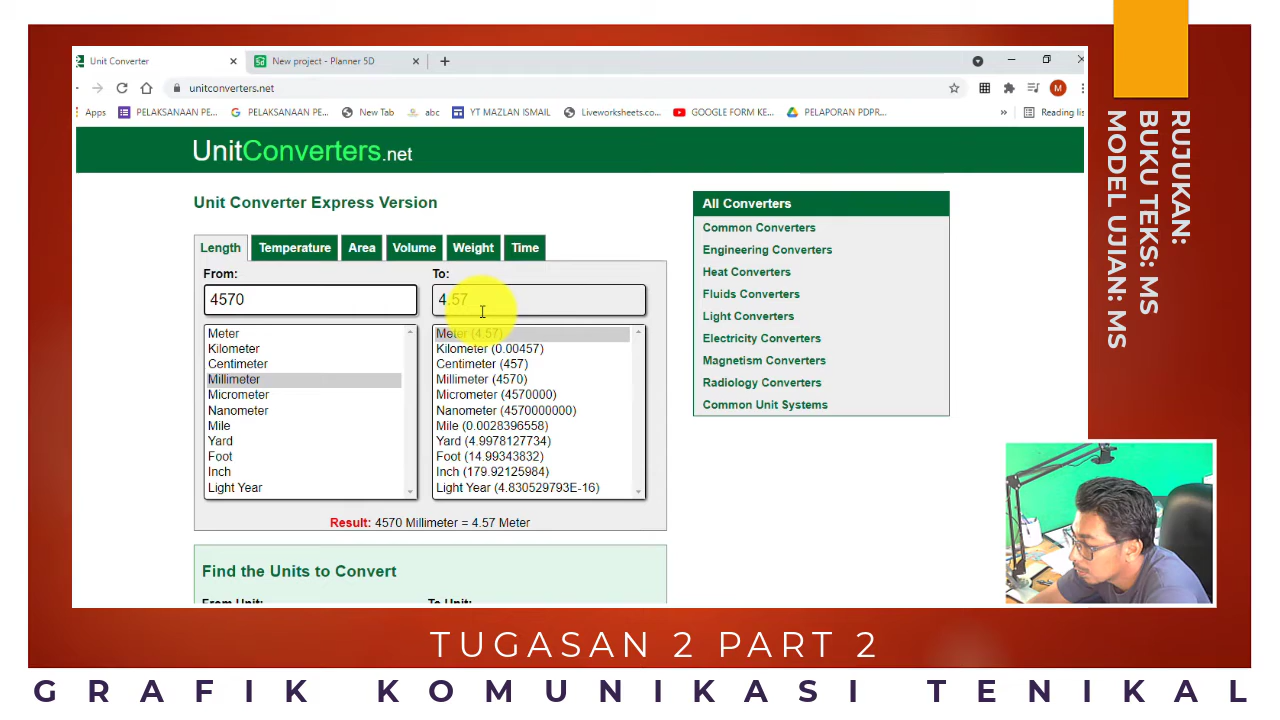 Unit Converter
New project - Planner 5D
unitconverters.net
M
Apps
PELAKSANAAN PE...
PELAKSANAAN PE...
New Tab
abc
YT MAZLAN ISMAIL
Liveworksheets.co...
GOOGLE FORM KE...
PELAPORAN PDPR...
»
Reading lis
UnitConverters.net
Unit Converter Express Version
Length
Temperature
Area
Volume
Weight
Time
From:
To:
4570
4.57
Meter
Kilometer
Centimeter
Millimeter
Micrometer
Nanometer
Mile
Yard
Foot
Inch
Light Year
Meter (4.57)
Kilometer (0.00457)
Centimeter (457)
Millimeter (4570)
Micrometer (4570000)
Nanometer (4570000000)
Mile (0.0028396558)
Yard (4.9978127734)
Foot (14.99343832)
Inch (179.92125984)
Light Year (4.830529793E-16)
Result: 4570 Millimeter = 4.57 Meter
Find the Units to Convert
From Unit:
To Unit:
All Converters
Common Converters
Engineering Converters
Heat Converters
Fluids Converters
Light Converters
Electricity Converters
Magnetism Converters
Radiology Converters
Common Unit Systems
RUJUKAN:
BUKU TEKS: MS
MODEL UJIAN: MS
TUGASAN 2 PART 2
GRAFIK KOMUNIKASI TENIKAL